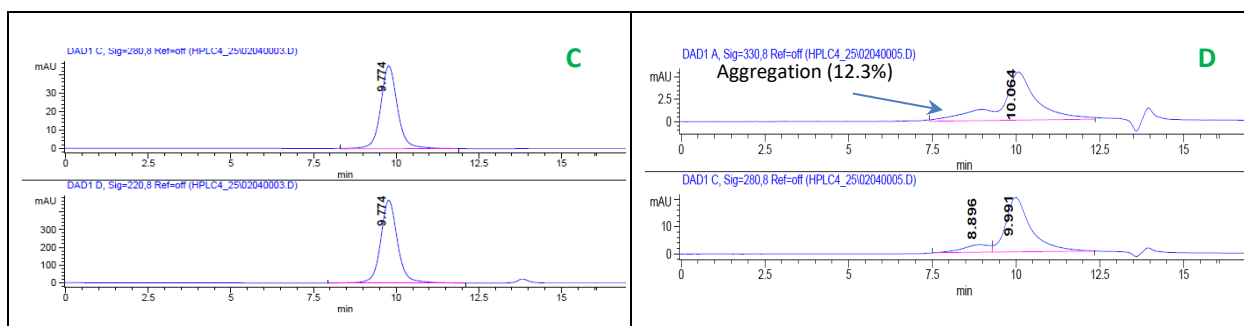 DAD1 C, Sig=280,8 Ref=off (HPLC4_25\02040003.D)
C
mAU
9.774
30
20
10
0
0 2.5 5 7.5 10 12.5 15
min
DAD1 D, Sig=220,8 Ref=off (HPLC4_25\02040003.D)
mAU
9.774
300
200
100
0
0 2.5 5 7.5 10 12.5 15
min
DAD1 A, Sig=330,8 Ref=off (HPLC4_25\02040005.D)
D
mAU
Aggregation (12.3%)
10.064
2.5
0
0 2.5 5 7.5 10 12.5 15
min
DAD1 C, Sig=280,8 Ref=off (HPLC4_25\02040005.D)
mAU
8.896
9.991
10
0
0 2.5 5 7.5 10 12.5 15
min